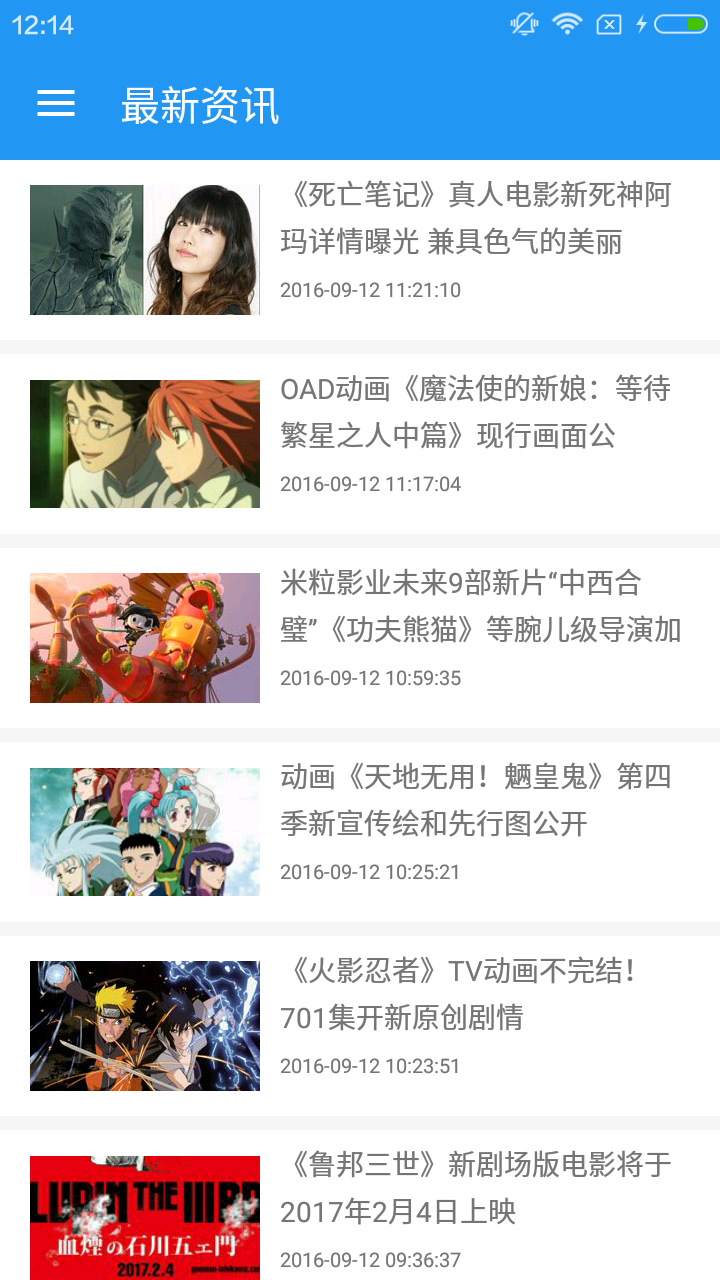 12:14
最新资讯
《死亡笔记》真人电影新死神阿
玛详情曝光 兼具色气的美丽
2016-09-12 11:21:10
OAD动画《魔法使的新娘：等待
繁星之人中篇》现行画面公
2016-09-12 11:17:04
米粒影业未来9部新片“中西合
璧”《功夫熊猫》等腕儿级导演加
2016-09-12 10:59:35
动画《天地无用！魉皇鬼》第四
季新宣传绘和先行图公开
2016-09-12 10:25:21
《火影忍者》TV动画不完结！
701集开新原创剧情
2016-09-12 10:23:51
《鲁邦三世》新剧场版电影将于
2017年2月4日上映
2016-09-12 09:36:37
LUPIN THE IIIRD
血煙の石川五ェ門
2017.2.4